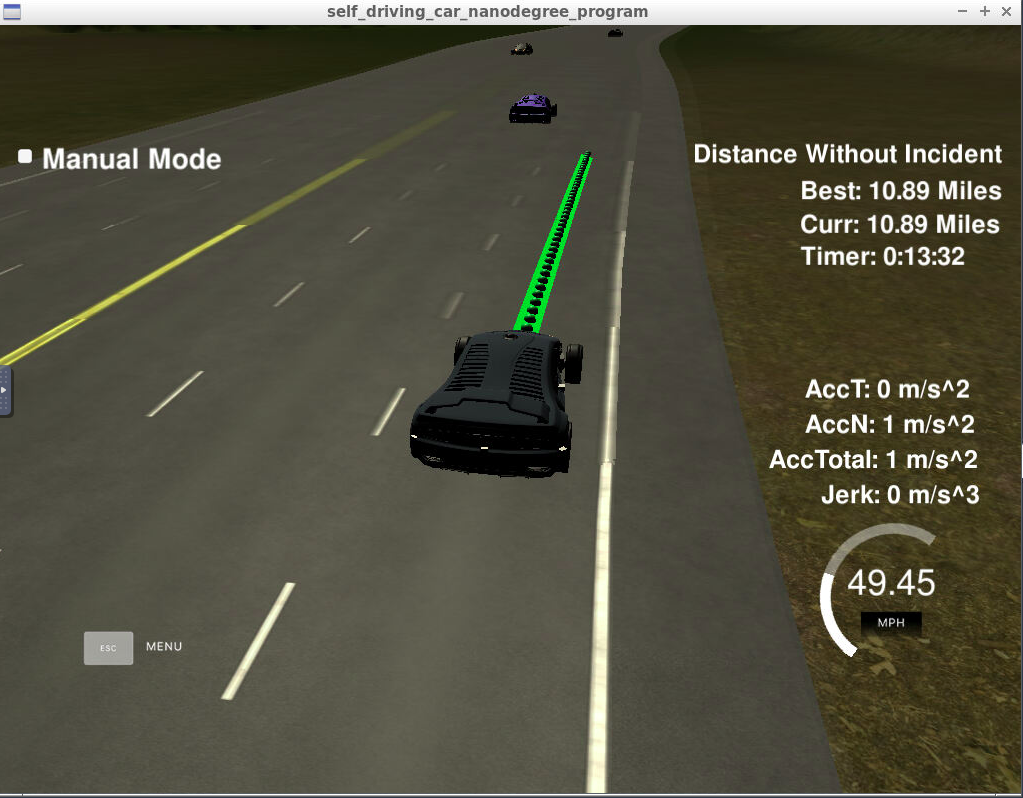 self_driving_car_nanodegree_program
Manual Mode
Distance Without Incident
Best: 10.89 Miles
Curr: 10.89 Miles
Timer: 0:13:32
AccT: 0 m/s^2
AccN: 1 m/s^2
AccTotal: 1 m/s^2
Jerk: 0 m/s^3
49.45
MPH
ESC MENU